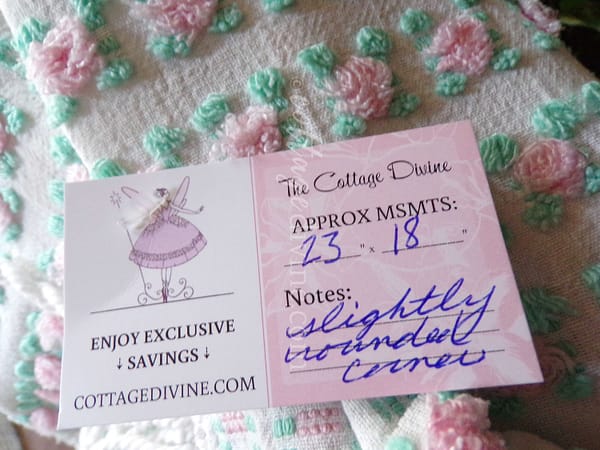 ENJOY EXCLUSIVE
↓ SAVINGS ↓
COTTAGEDIVINE.COM
The Cottage Divine
APPROX MSMTS:
23 " x 18 "
Notes:
slightly
rounded
corner